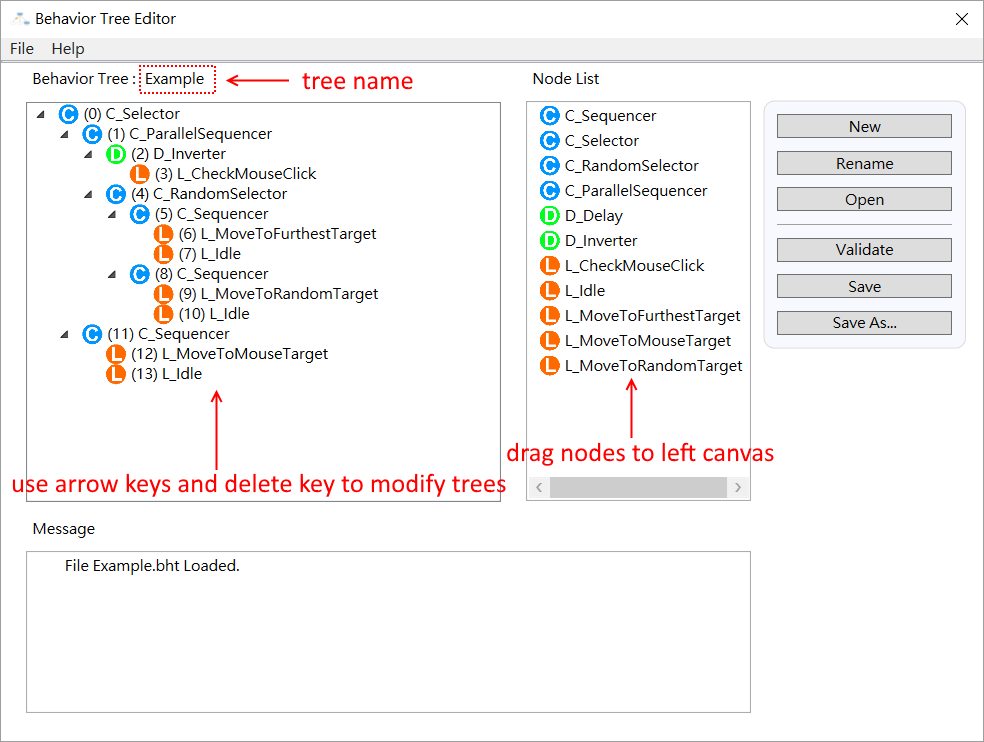 Behavior Tree Editor
File Help
Behavior Tree : Example
tree name
(0) C_Selector
(1) C_ParallelSequencer
(2) D_Inverter
(3) L_CheckMouseClick
(4) C_RandomSelector
(5) C_Sequencer
(6) L_MoveToFurthestTarget
(7) L_Idle
(8) C_Sequencer
(9) L_MoveToRandomTarget
(10) L_Idle
(11) C_Sequencer
(12) L_MoveToMouseTarget
(13) L_Idle
use arrow keys and delete key to modify trees
Node List
C_Sequencer
C_Selector
C_RandomSelector
C_ParallelSequencer
D_Delay
D_Inverter
L_CheckMouseClick
L_Idle
L_MoveToFurthestTarget
L_MoveToMouseTarget
L_MoveToRandomTarget
drag nodes to left canvas
New
Rename
Open
Validate
Save
Save As...
Message
File Example.bht Loaded.